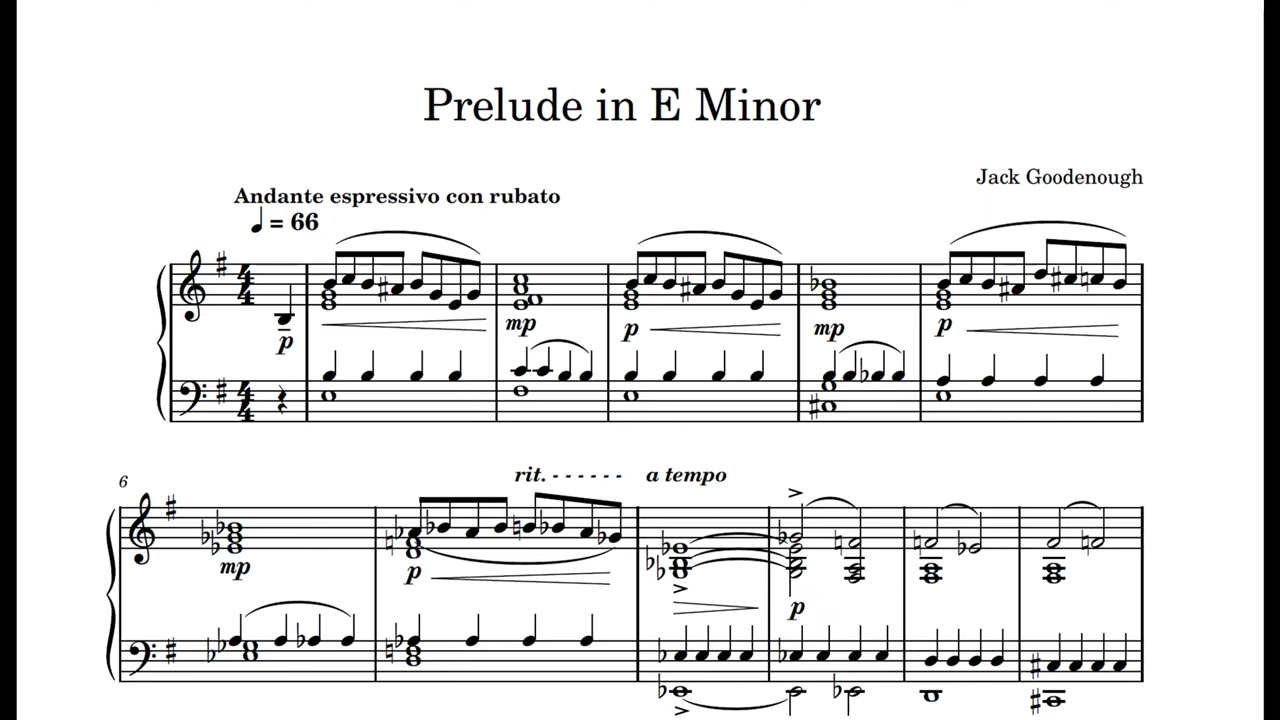 Prelude in E Minor
Jack Goodenough
Andante espressivo con rubato
♩ = 66
mp p mp p
p
6
rit. - - - - - - a tempo
mp p p